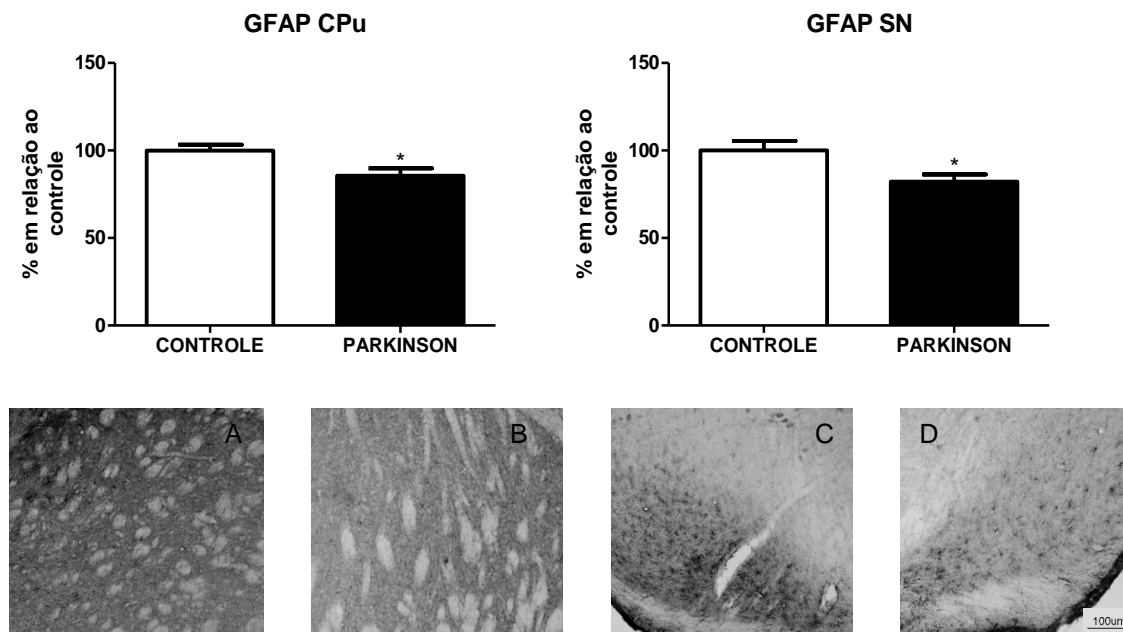 GFAP CPu
150
100
50
0
% em relação ao
controle
*
CONTROLE
PARKINSON
GFAP SN
150
100
50
0
% em relação ao
controle
*
CONTROLE
PARKINSON
A
B
C
D
100um